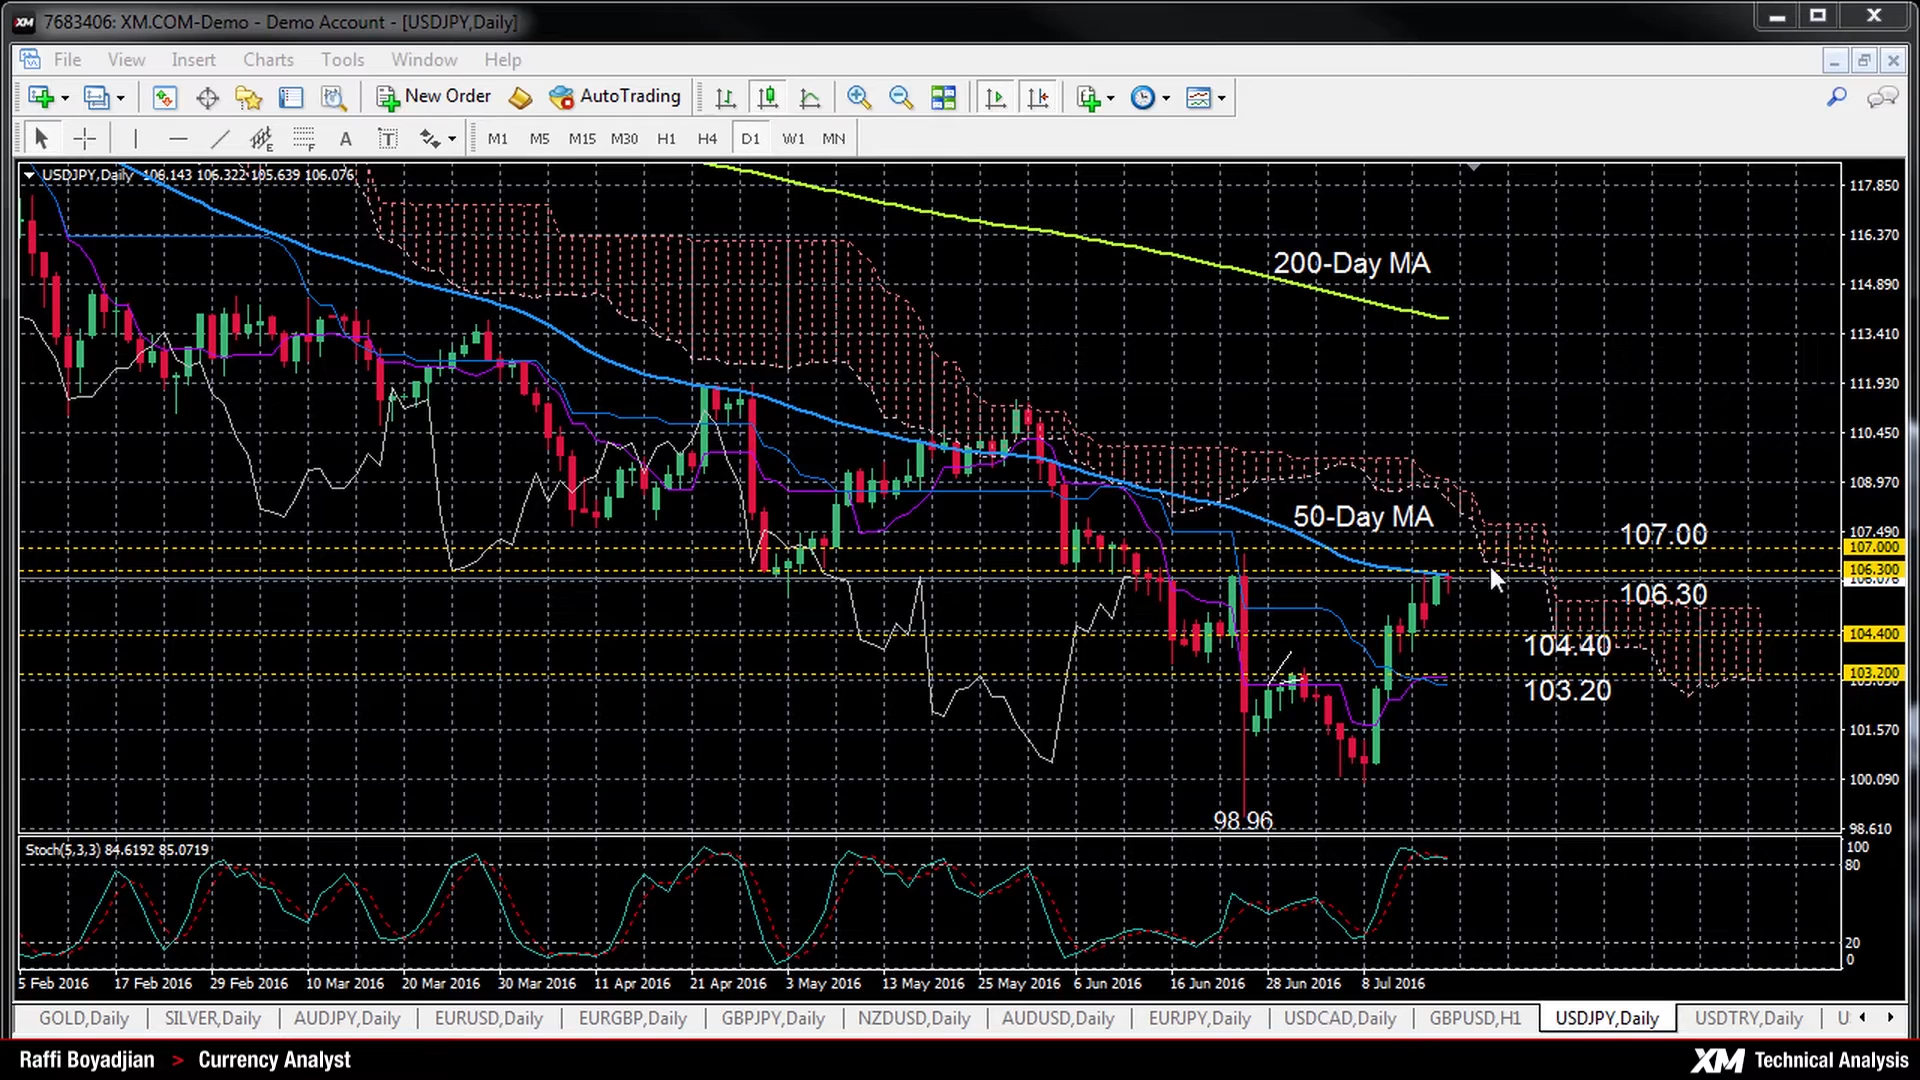 XM 7683406: XM.COM-Demo - Demo Account - [USDJPY,Daily]
File View Insert Charts Tools Window Help
New Order AutoTrading
A T M1 M5 M15 M30 H1 H4 D1 W1 MN
USDJPY,Daily 106.143 106.322 105.639 106.076
117.850
116.370
200-Day MA
114.890
113.410
111.930
110.450
108.970
50-Day MA
107.490
107.00
107.000
106.300
106.30
104.40
104.400
103.200
103.20
101.570
100.090
98.96
98.610
Stoch(5,3,3) 84.6192 85.0719
100
80
20
0
5 Feb 2016 17 Feb 2016 29 Feb 2016 10 Mar 2016 20 Mar 2016 30 Mar 2016 11 Apr 2016 21 Apr 2016 3 May 2016 13 May 2016 25 May 2016 6 Jun 2016 16 Jun 2016 28 Jun 2016 8 Jul 2016
GOLD,Daily SILVER,Daily AUDJPY,Daily EURUSD,Daily EURGBP,Daily GBPJPY,Daily NZDUSD,Daily AUDUSD,Daily EURJPY,Daily USDCAD,Daily GBPUSD,H1 USDJPY,Daily USDTRY,Daily
Raffi Boyadjian > Currency Analyst XM Technical Analysis